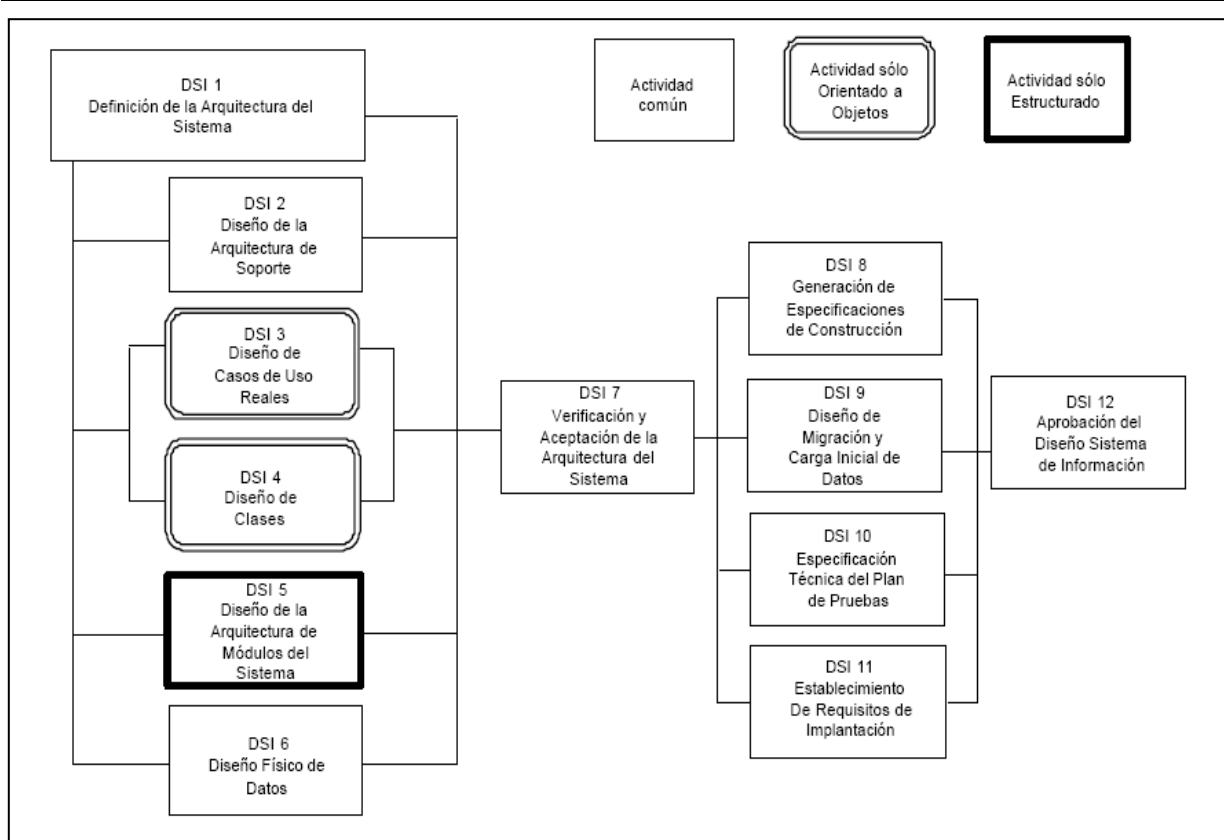 DSI 1
Definición de la Arquitectura del
Sistema
Actividad
común
Actividad sólo
Orientado a
Objetos
Actividad sólo
Estructurado
DSI 2
Diseño de la
Arquitectura de
Soporte
DSI 3
Diseño de
Casos de Uso
Reales
DSI 4
Diseño de
Clases
DSI 5
Diseño de la
Arquitectura de
Módulos del
Sistema
DSI 6
Diseño Físico de
Datos
DSI 7
Verificación y
Aceptación de la
Arquitectura del
Sistema
DSI 8
Generación de
Especificaciones
de Construcción
DSI 9
Diseño de
Migración y
Carga Inicial de
Datos
DSI 10
Especificación
Técnica del Plan
de Pruebas
DSI 11
Establecimiento
De Requisitos de
Implantación
DSI 12
Aprobación del
Diseño Sistema
de Información